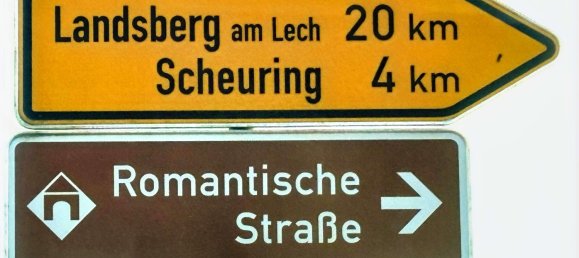 Landsberg am Lech 20 km
Scheuring 4 km
Romantische
Straße